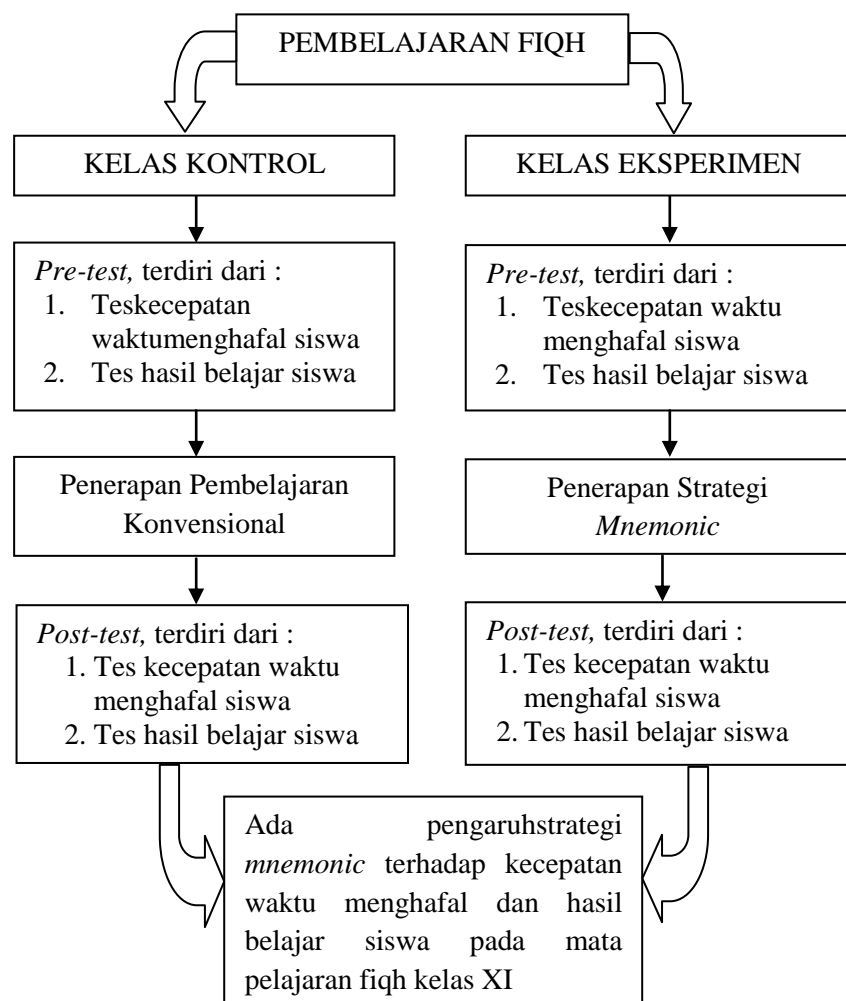 PEMBELAJARAN FIQH
KELAS KONTROL
KELAS EKSPERIMEN
Pre-test, terdiri dari :
1. Teskecepatan
waktumenghafal siswa
2. Tes hasil belajar siswa
Pre-test, terdiri dari :
1. Teskecepatan waktu
menghafal siswa
2. Tes hasil belajar siswa
Penerapan Pembelajaran
Konvensional
Penerapan Strategi
Mnemonic
Post-test, terdiri dari :
1. Tes kecepatan waktu
menghafal siswa
2. Tes hasil belajar siswa
Post-test, terdiri dari :
1. Tes kecepatan waktu
menghafal siswa
2. Tes hasil belajar siswa
Ada pengaruhstrategi
mnemonic terhadap kecepatan
waktu menghafal dan hasil
belajar siswa pada mata
pelajaran fiqh kelas XI